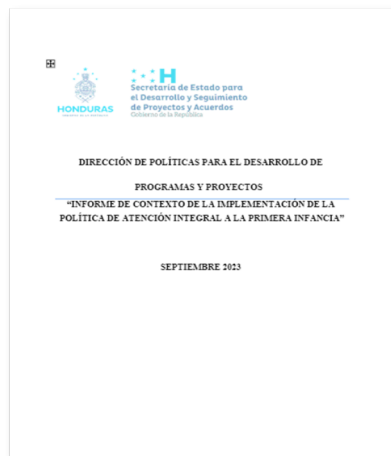 HONDURAS
H
Secretaría de Estado para
el Desarrollo y Seguimiento
de Proyectos y Acuerdos
Gobierno de la República
DIRECCIÓN DE POLÍTICAS PARA EL DESARROLLO DE
PROGRAMAS Y PROYECTOS
“INFORME DE CONTEXTO DE LA IMPLEMENTACIÓN DE LA
POLÍTICA DE ATENCIÓN INTEGRAL A LA PRIMERA INFANCIA”
SEPTIEMBRE 2023